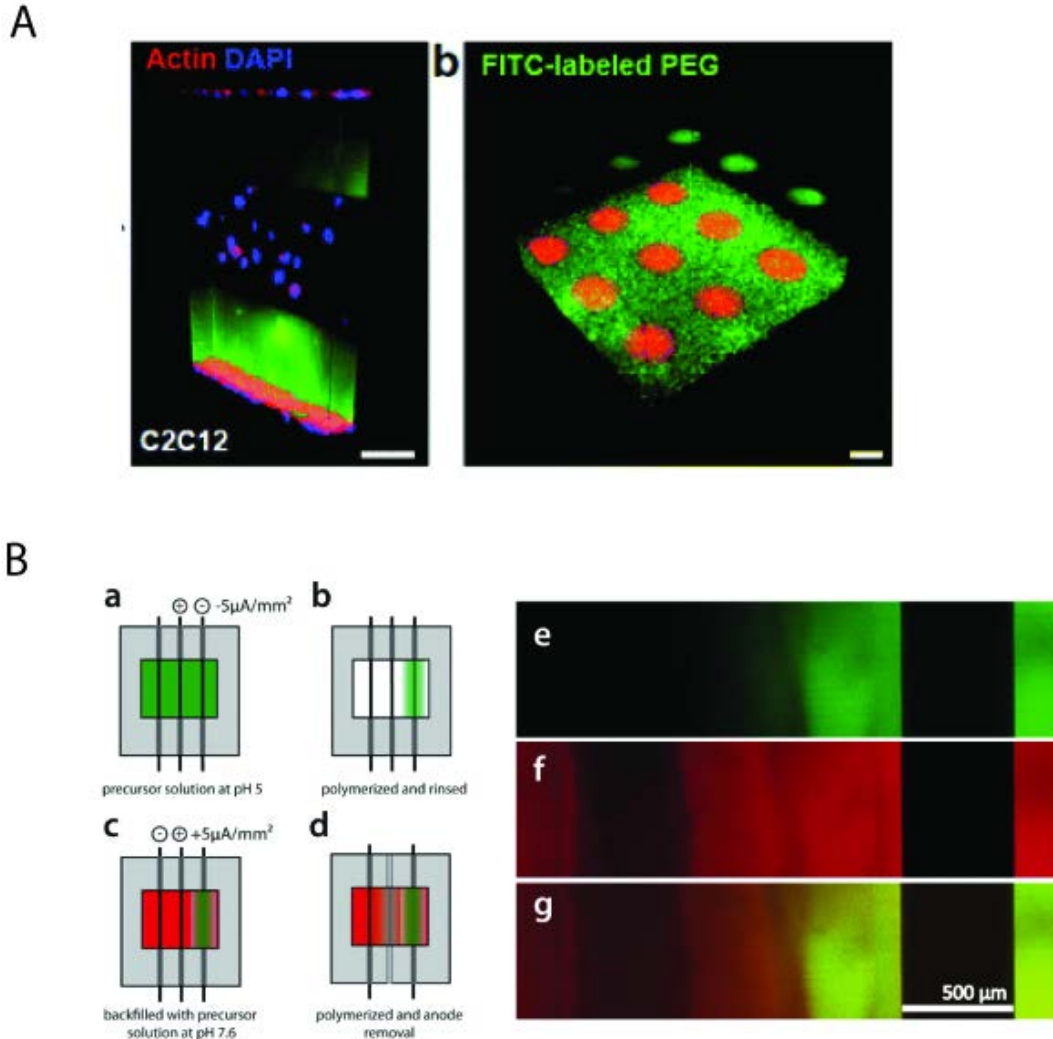 A
Actin DAPI
C2C12
b
FITC-labeled PEG
B
a
⊕ ⊖ -5µA/mm²
precursor solution at pH 5
b
polymerized and rinsed
c
⊖ ⊕ +5µA/mm²
backfilled with precursor
solution at pH 7.6
d
polymerized and anode
removal
e
f
g
500 µm